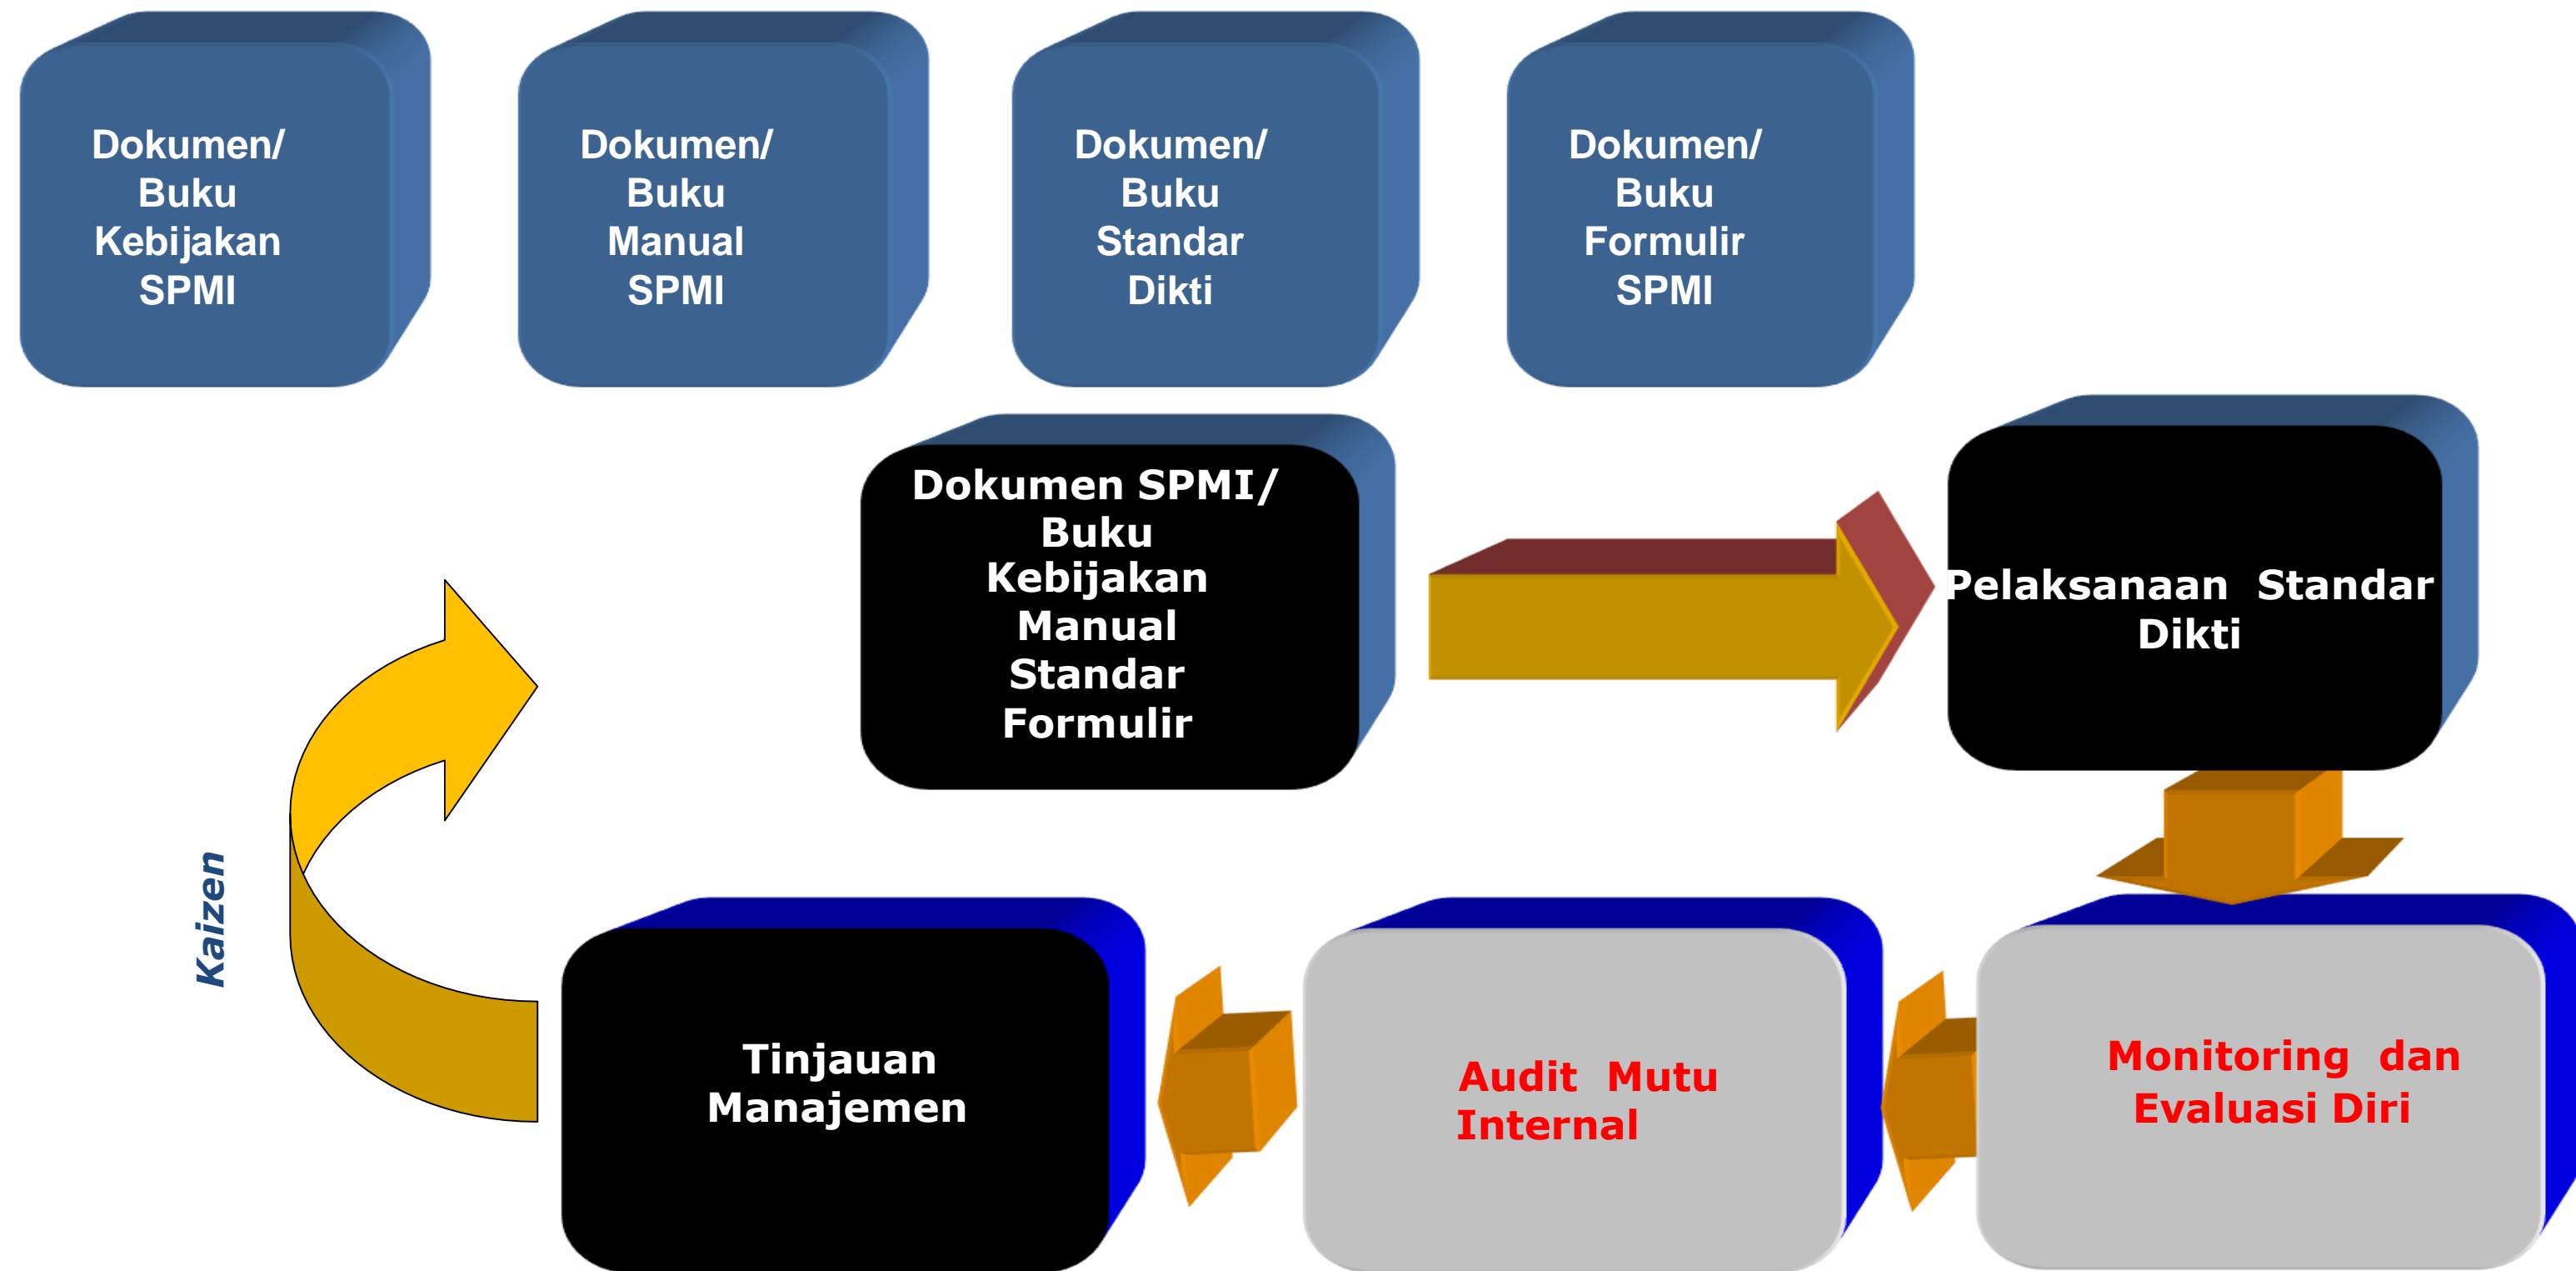 Dokumen/
Buku
Kebijakan
SPMI
Dokumen/
Buku
Manual
SPMI
Dokumen/
Buku
Standar
Dikti
Dokumen/
Buku
Formulir
SPMI
Dokumen SPMI/
Buku
Kebijakan
Manual
Standar
Formulir
Pelaksanaan Standar
Dikti
Kaizen
Tinjauan
Manajemen
Audit Mutu
Internal
Monitoring dan
Evaluasi Diri